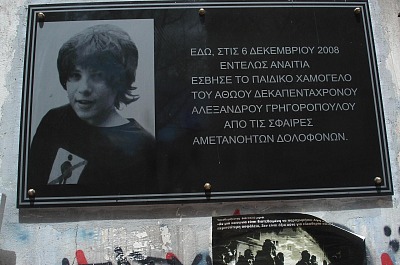 ΕΔΩ, ΣΤΙΣ 6 ΔΕΚΕΜΒΡΙΟΥ 2008
ΕΝΤΕΛΩΣ ΑΝΑΙΤΙΑ
ΕΣΒΗΣΕ ΤΟ ΠΑΙΔΙΚΟ ΧΑΜΟΓΕΛΟ
ΤΟΥ ΑΘΩΟΥ ΔΕΚΑΠΕΝΤΑΧΡΟΝΟΥ
ΑΛΕΞΑΝΔΡΟΥ ΓΡΗΓΟΡΟΠΟΥΛΟΥ
ΑΠΟ ΤΙΣ ΣΦΑΙΡΕΣ
ΑΜΕΤΑΝΟΗΤΩΝ ΔΟΛΟΦΟΝΩΝ.